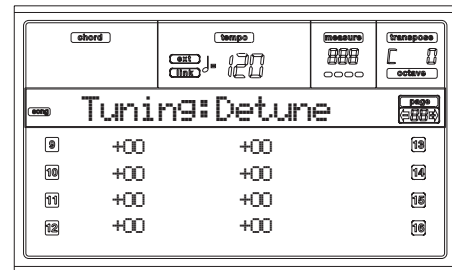 chord tempo measure transpose
ext
link ♩= 120 888 C 0
octave
song Tuning:Detune page
88
9 +00 +00 13
10 +00 +00 14
11 +00 +00 15
12 +00 +00 16